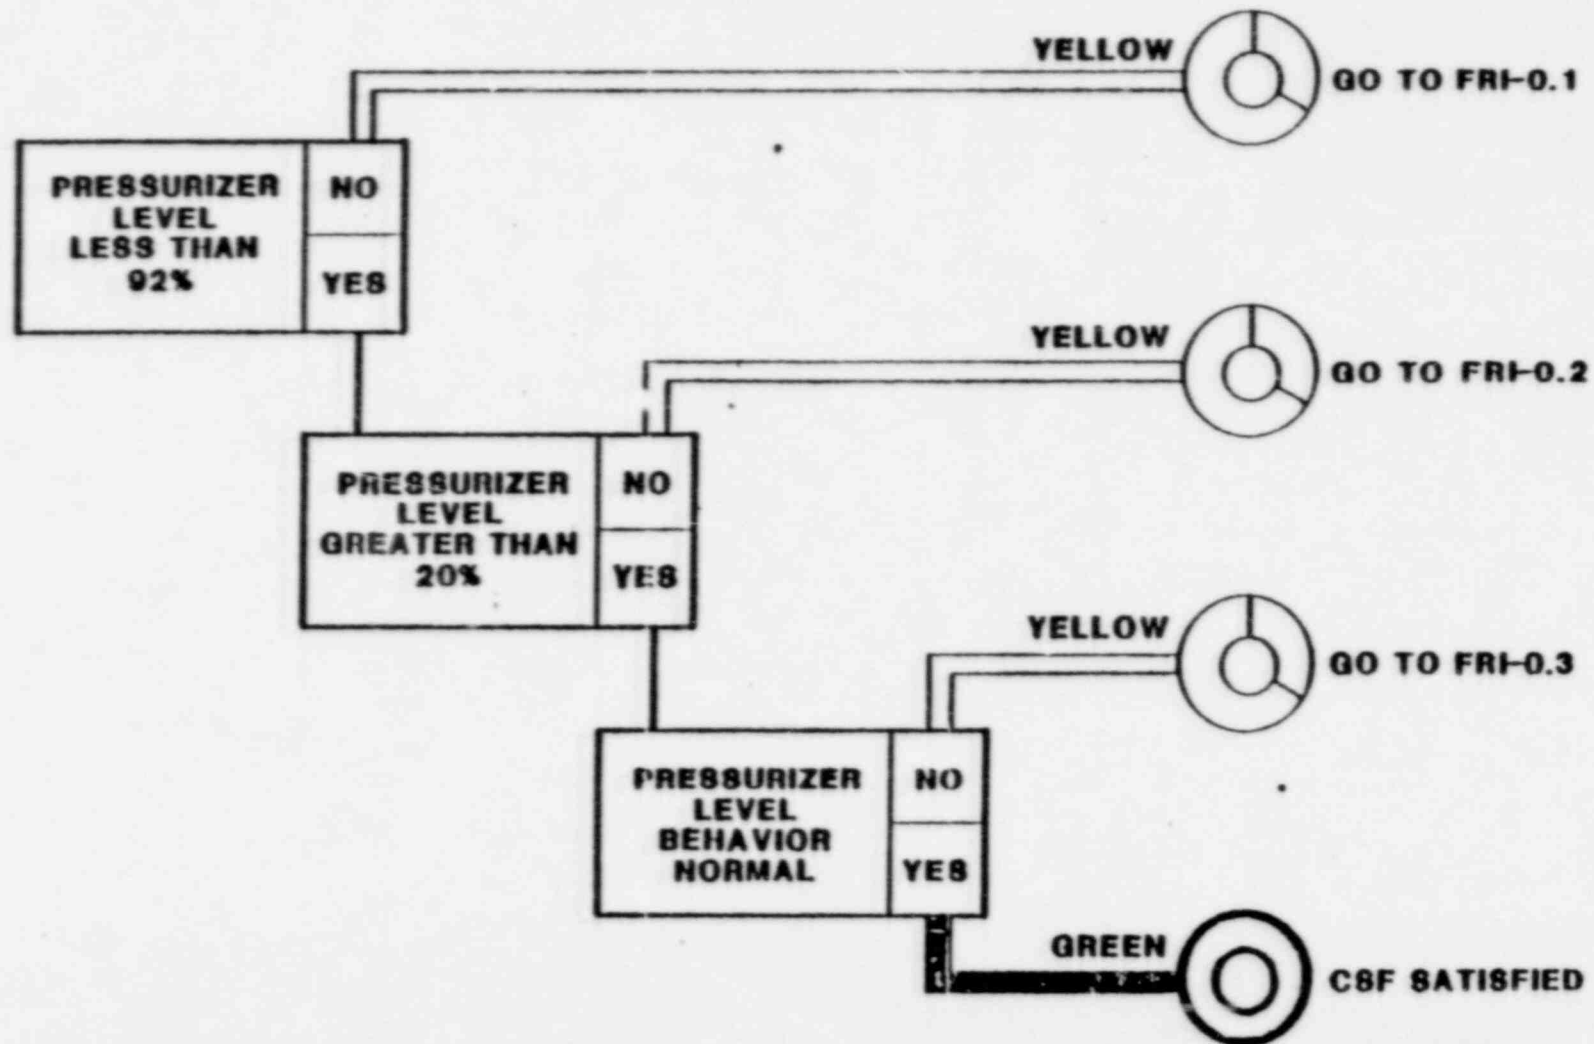 YELLOW
GO TO FRI-0.1
PRESSURIZER
LEVEL
LESS THAN
92%
NO
YES
YELLOW
GO TO FRI-0.2
PRESSURIZER
LEVEL
GREATER THAN
20%
NO
YES
YELLOW
GO TO FRI-0.3
PRESSURIZER
LEVEL
BEHAVIOR
NORMAL
NO
YES
GREEN
CSF SATISFIED